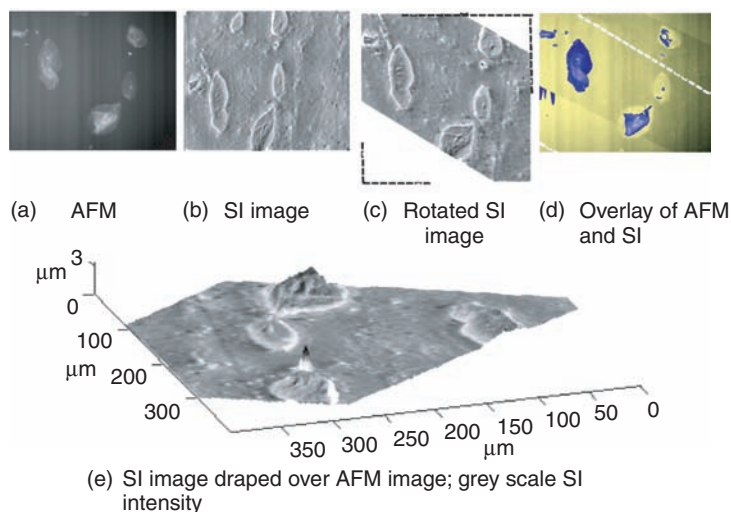 (a) AFM
(b) SI image
(c) Rotated SI
image
(d) Overlay of AFM
and SI
μm
3
0
100
μm
200
300
350
300
250
200
150
100
50
0
μm
(e) SI image draped over AFM image; grey scale SI
intensity